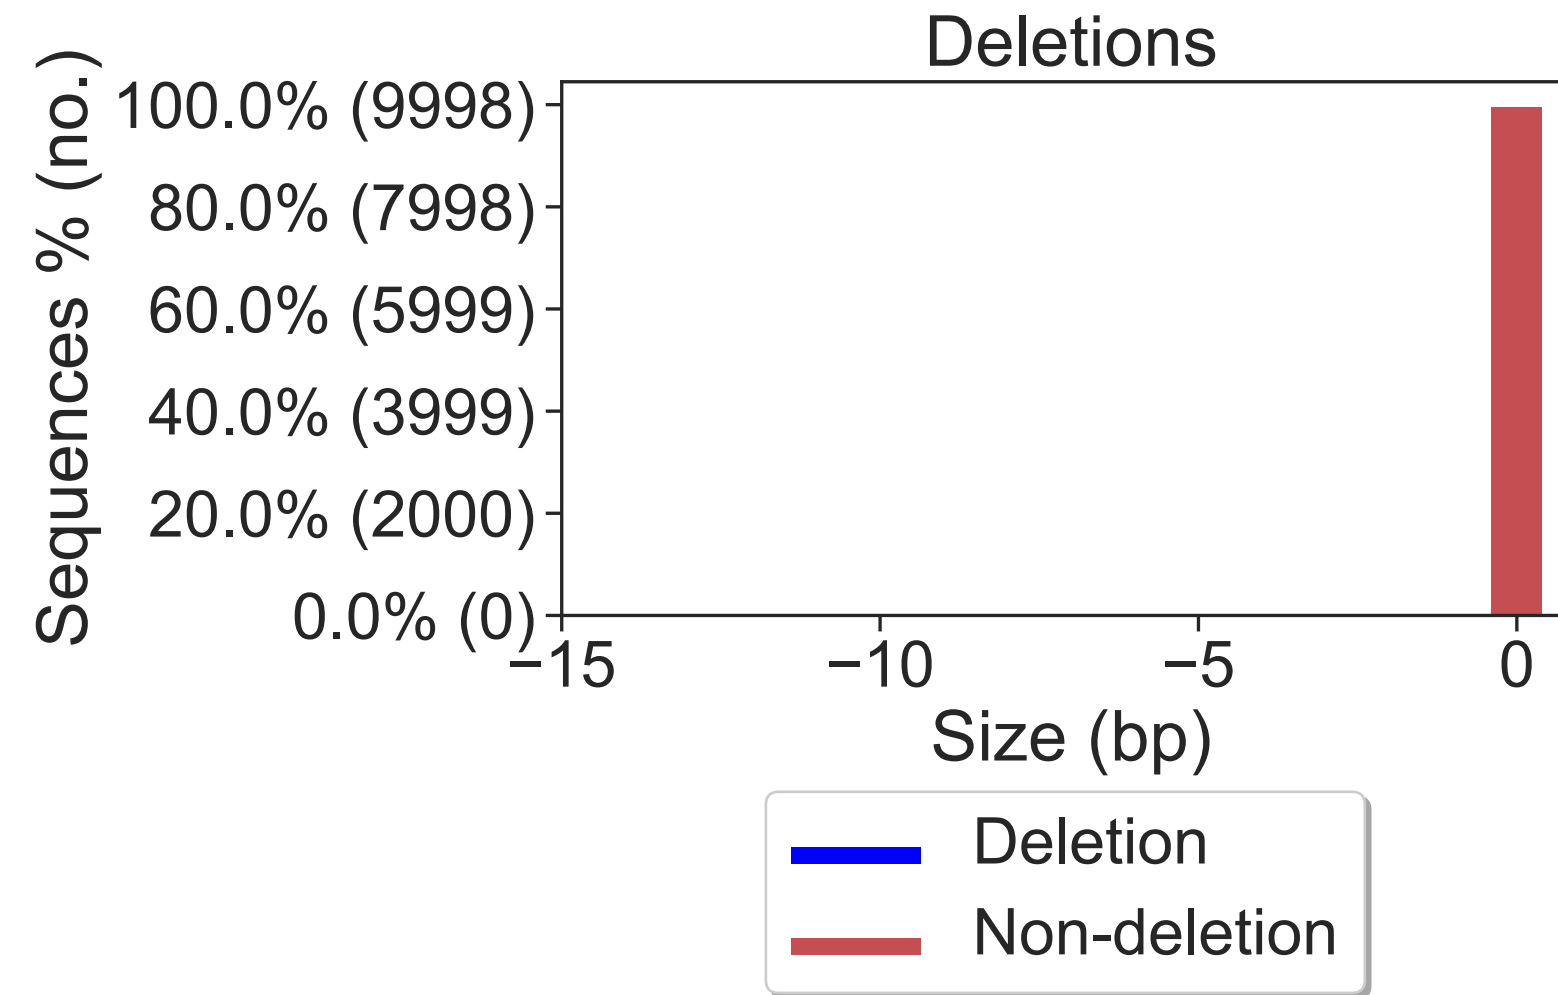 Deletions
Sequences % (no.)
100.0% (9998)
80.0% (7998)
60.0% (5999)
40.0% (3999)
20.0% (2000)
0.0% (0)
−15 −10 −5 0
Size (bp)
Deletion
Non-deletion